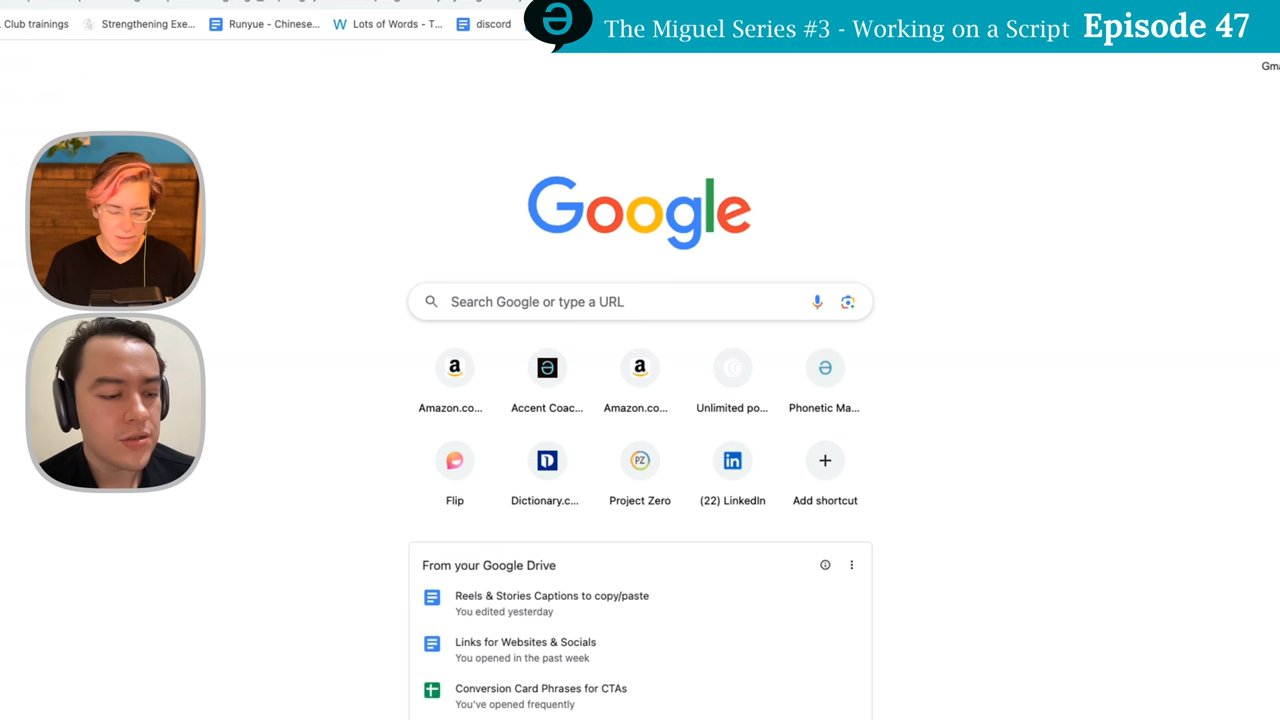 Club trainings
Strengthening Exe...
Runyue - Chinese...
Lots of Words - T...
discord
ə
The Miguel Series #3 - Working on a Script Episode 47
Gma
Google
Search Google or type a URL
Amazon.co...
Accent Coac...
Amazon.co...
Unlimited po...
Phonetic Ma...
Flip
Dictionary.c...
Project Zero
(22) LinkedIn
Add shortcut
From your Google Drive
Reels & Stories Captions to copy/paste
You edited yesterday
Links for Websites & Socials
You opened in the past week
Conversion Card Phrases for CTAs
You've opened frequently